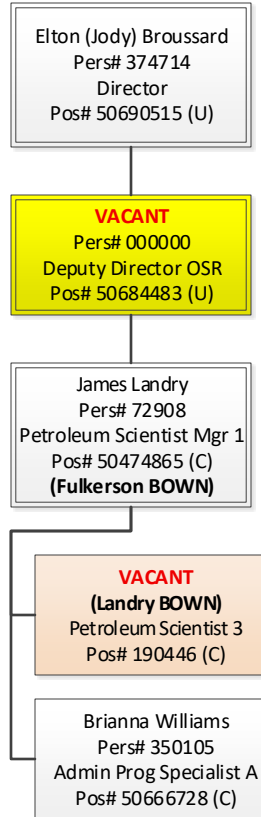 Elton (Jody) Broussard
Pers# 374714
Director
Pos# 50690515 (U)
VACANT
Pers# 000000
Deputy Director OSR
Pos# 50684483 (U)
James Landry
Pers# 72908
Petroleum Scientist Mgr 1
Pos# 50474865 (C)
(Fulkerson BOWN)
VACANT
(Landry BOWN)
Petroleum Scientist 3
Pos# 190446 (C)
Brianna Williams
Pers# 350105
Admin Prog Specialist A
Pos# 50666728 (C)